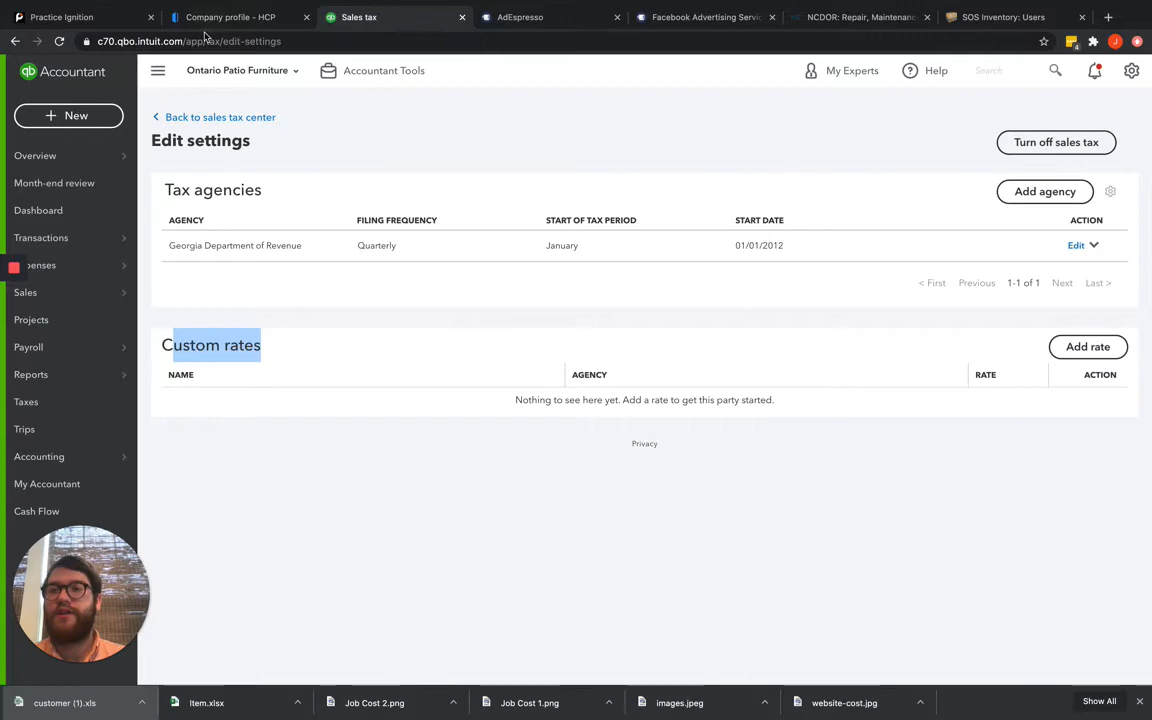 Practice Ignition
Company profile - HCP
Sales tax
AdEspresso
Facebook Advertising Servic
NCDOR: Repair, Maintenance
SOS Inventory: Users
c70.qbo.intuit.com/app/tax/edit-settings
J
4
qb Accountant
Ontario Patio Furniture
Accountant Tools
My Experts
Help
Search
+ New
Overview
Month-end review
Dashboard
Transactions
penses
Sales
Projects
Payroll
Reports
Taxes
Trips
Accounting
My Accountant
Cash Flow
< Back to sales tax center
Edit settings
Turn off sales tax
Tax agencies
Add agency
AGENCY FILING FREQUENCY START OF TAX PERIOD START DATE ACTION
Georgia Department of Revenue Quarterly January 01/01/2012 Edit
< First Previous 1-1 of 1 Next Last >
Custom rates
Add rate
NAME AGENCY RATE ACTION
Nothing to see here yet. Add a rate to get this party started.
Privacy
customer (1).xls
Item.xlsx
Job Cost 2.png
Job Cost 1.png
images.jpeg
website-cost.jpg
Show All